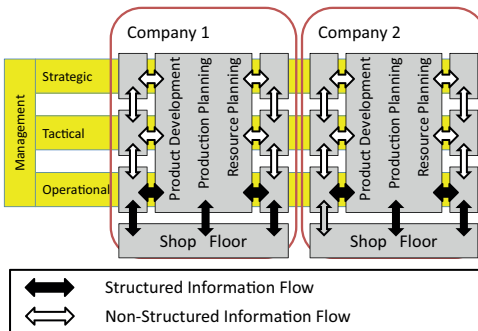 Company 1
Company 2
Management
Strategic
Tactical
Operational
Product Development
Production Planning
Resource Planning
Product Development
Production Planning
Resource Planning
Shop Floor
Shop Floor
Structured Information Flow
Non-Structured Information Flow